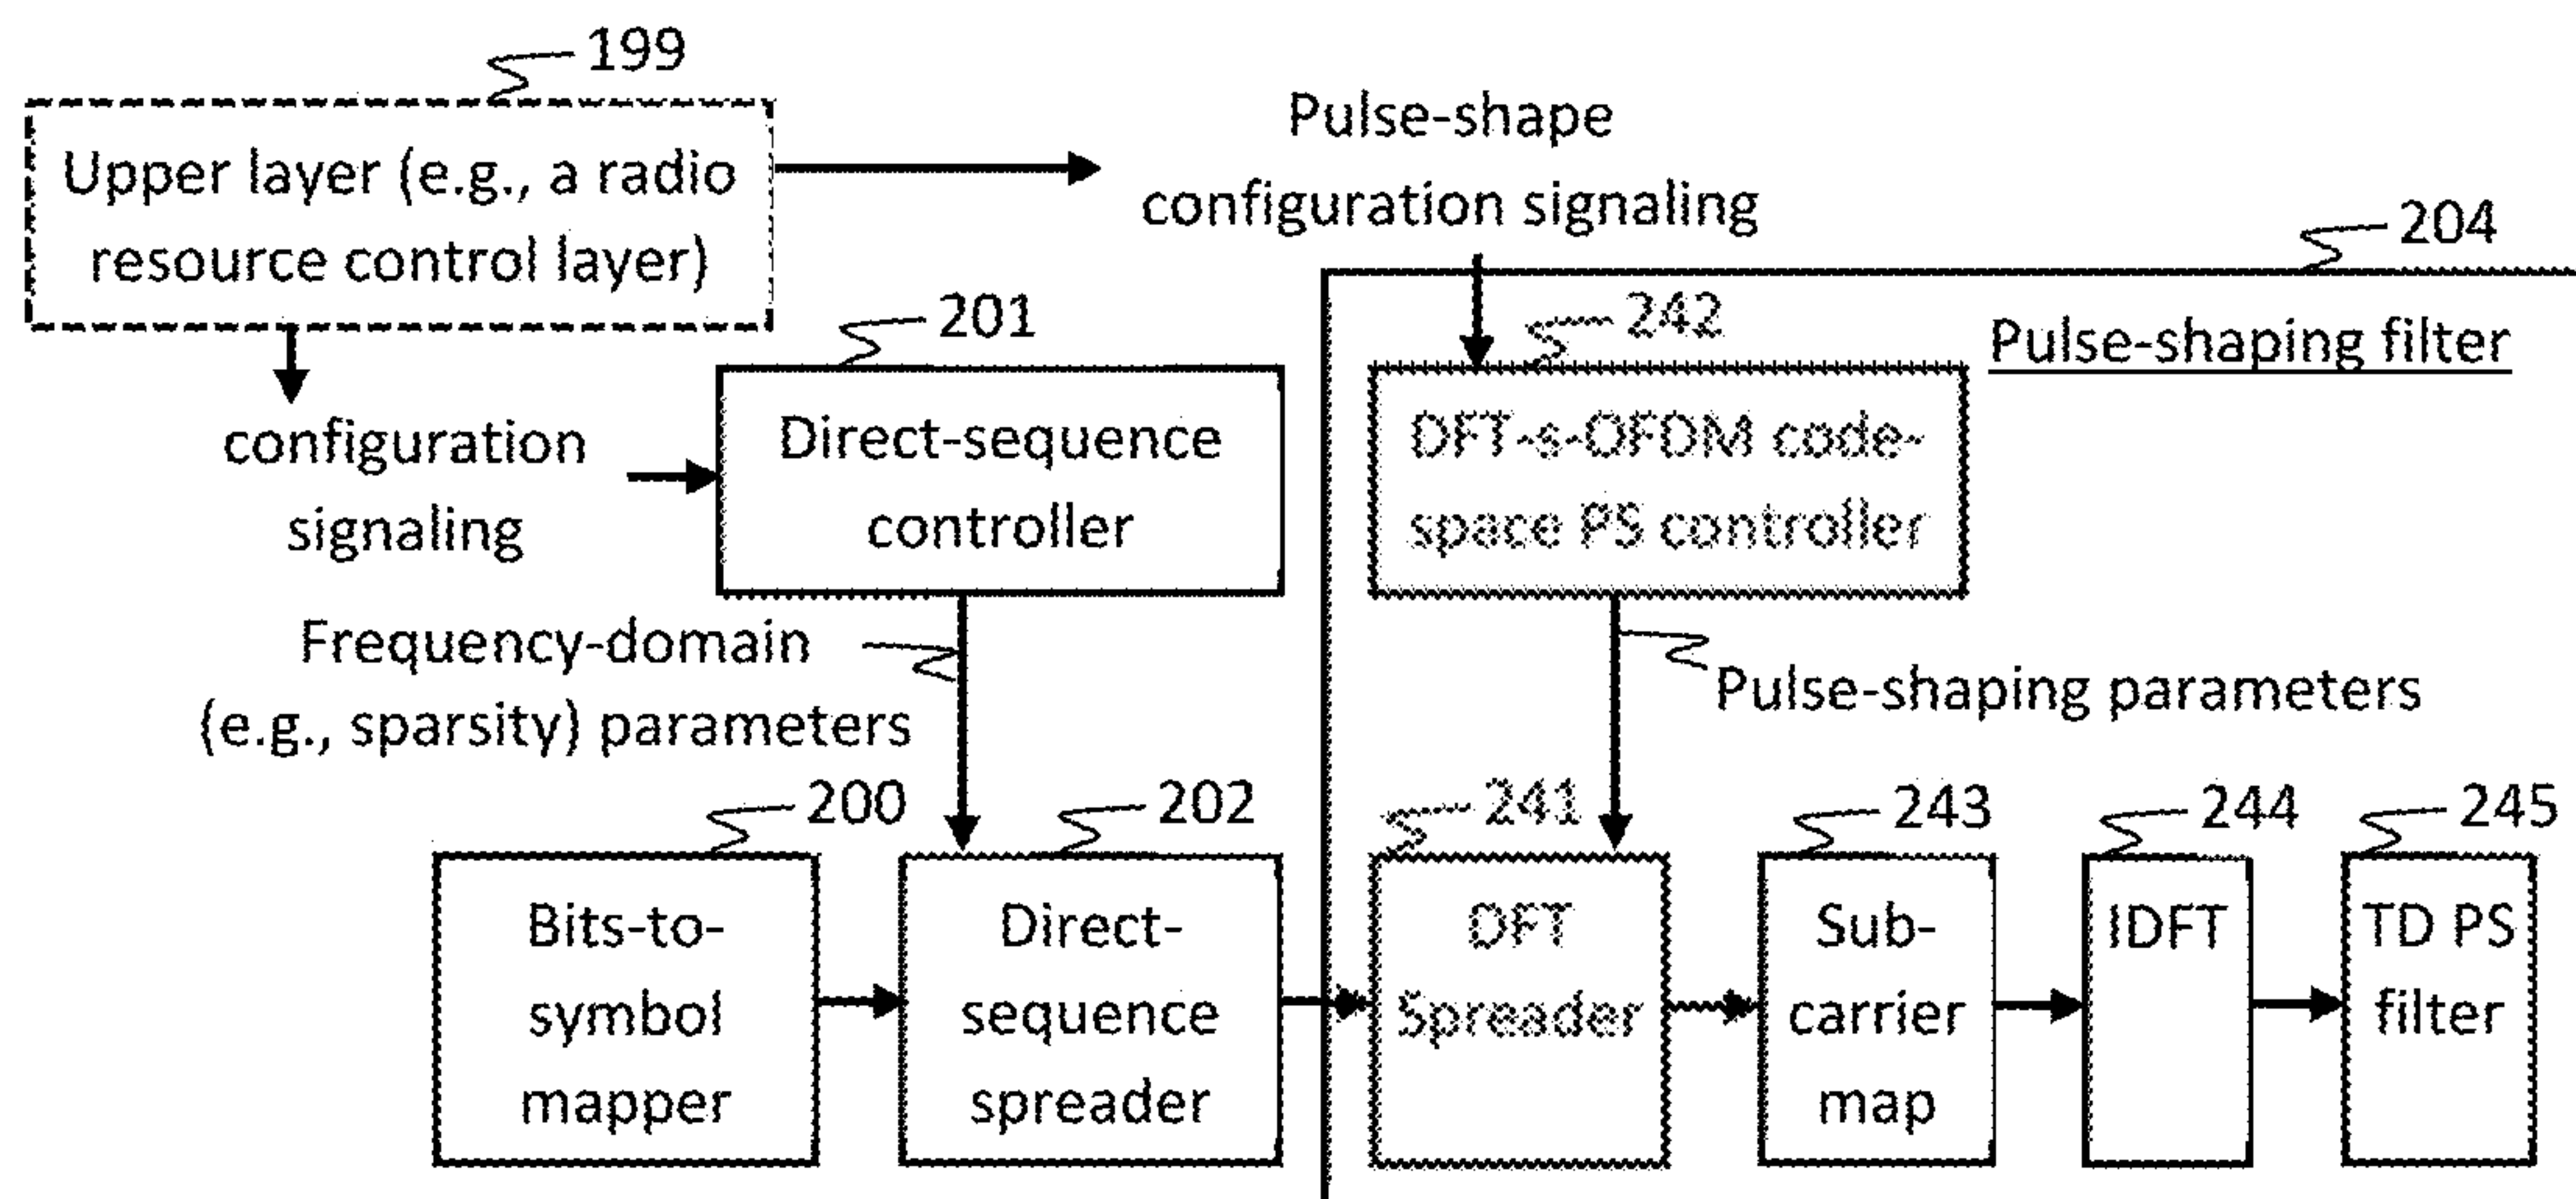 199
Upper layer (e.g., a radio
resource control layer)
Pulse-shape
configuration signaling
204
Pulse-shaping filter
201
242
configuration
signaling
Direct-sequence
controller
DFT-s-OFDM code-
space PS controller
Frequency-domain
(e.g., sparsity) parameters
Pulse-shaping parameters
200
202
241
243
244
245
Bits-to-
symbol
mapper
Direct-
sequence
spreader
DFT
Spreader
Sub-
carrier
map
IDFT
TD PS
filter